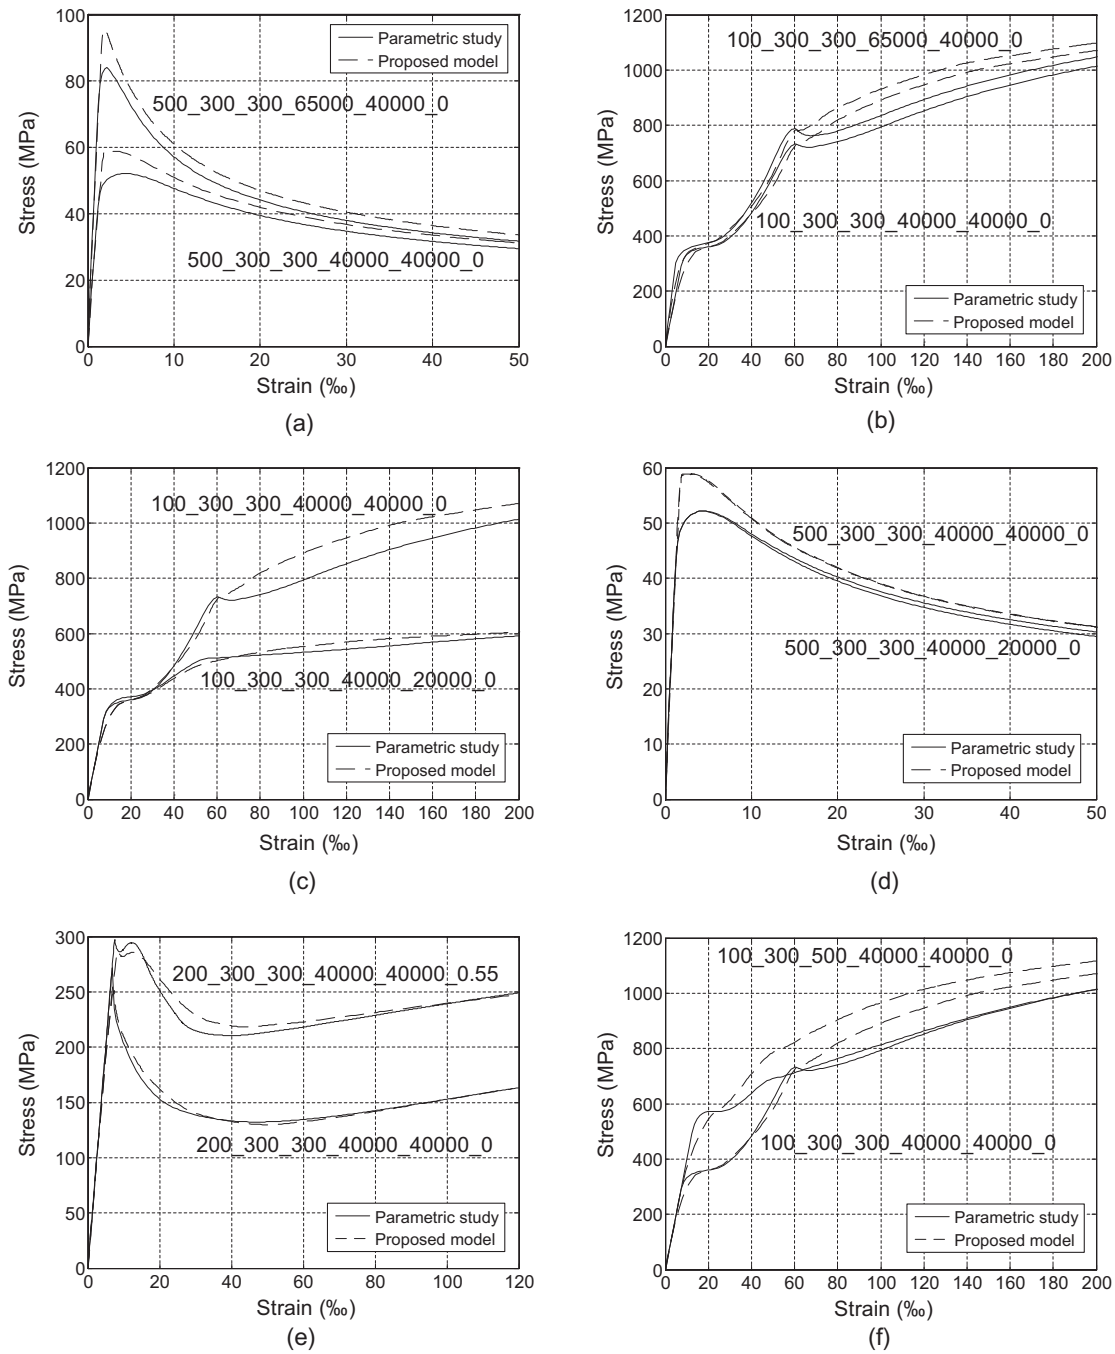 100
80
60
40
20
0
Stress (MPa)
Parametric study
Proposed model
500_300_300_65000_40000_0
500_300_300_40000_40000_0
0 10 20 30 40 50
Strain (‰)
(a)
1200
1000
800
600
400
200
0
Stress (MPa)
100_300_300_65000_40000_0
100_300_300_40000_40000_0
Parametric study
Proposed model
0 20 40 60 80 100 120 140 160 180 200
Strain (‰)
(b)
1200
1000
800
600
400
200
0
Stress (MPa)
100_300_300_40000_40000_0
100_300_300_40000_20000_0
Parametric study
Proposed model
0 20 40 60 80 100 120 140 160 180 200
Strain (‰)
(c)
60
50
40
30
20
10
0
Stress (MPa)
500_300_300_40000_40000_0
500_300_300_40000_20000_0
Parametric study
Proposed model
0 10 20 30 40 50
Strain (‰)
(d)
300
250
200
150
100
50
0
Stress (MPa)
200_300_300_40000_40000_0.55
200_300_300_40000_40000_0
Parametric study
Proposed model
0 20 40 60 80 100 120
Strain (‰)
(e)
1200
1000
800
600
400
200
0
Stress (MPa)
100_300_500_40000_40000_0
100_300_300_40000_40000_0
Parametric study
Proposed model
0 20 40 60 80 100 120 140 160 180 200
Strain (‰)
(f)